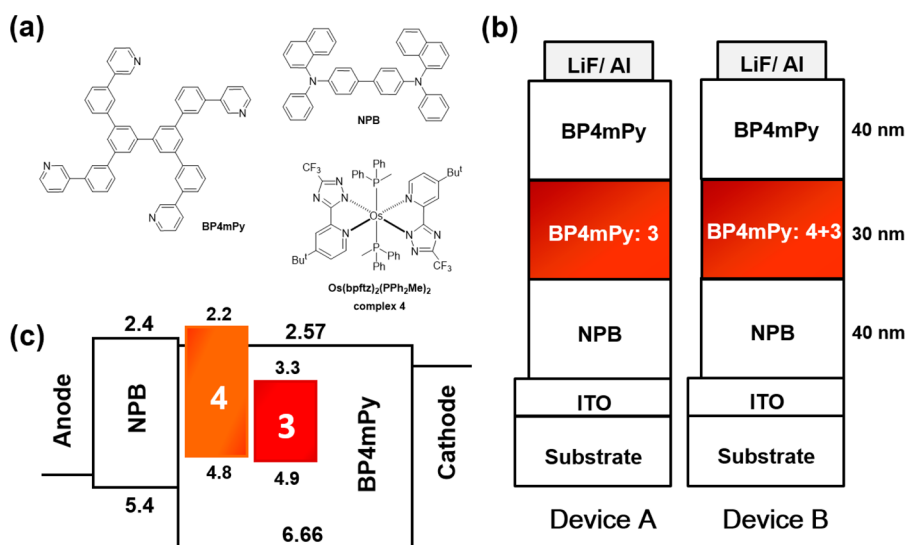 (a)
N
N
N
N
BP4mPy
N
N
NPB
CF3
N
N
N
N
Ph
Ph
P
Os
N
N
N
N
P
Ph
Ph
Buᵗ
Buᵗ
CF3
Os(bpftz)2(PPh2Me)2
complex 4
(b)
LiF/ Al
BP4mPy
BP4mPy: 3
NPB
ITO
Substrate
Device A
LiF/ Al
BP4mPy
BP4mPy: 4+3
NPB
ITO
Substrate
Device B
40 nm
30 nm
40 nm
(c)
Anode
2.4
NPB
5.4
2.2
4
4.8
3.3
3
4.9
2.57
BP4mPy
6.66
Cathode